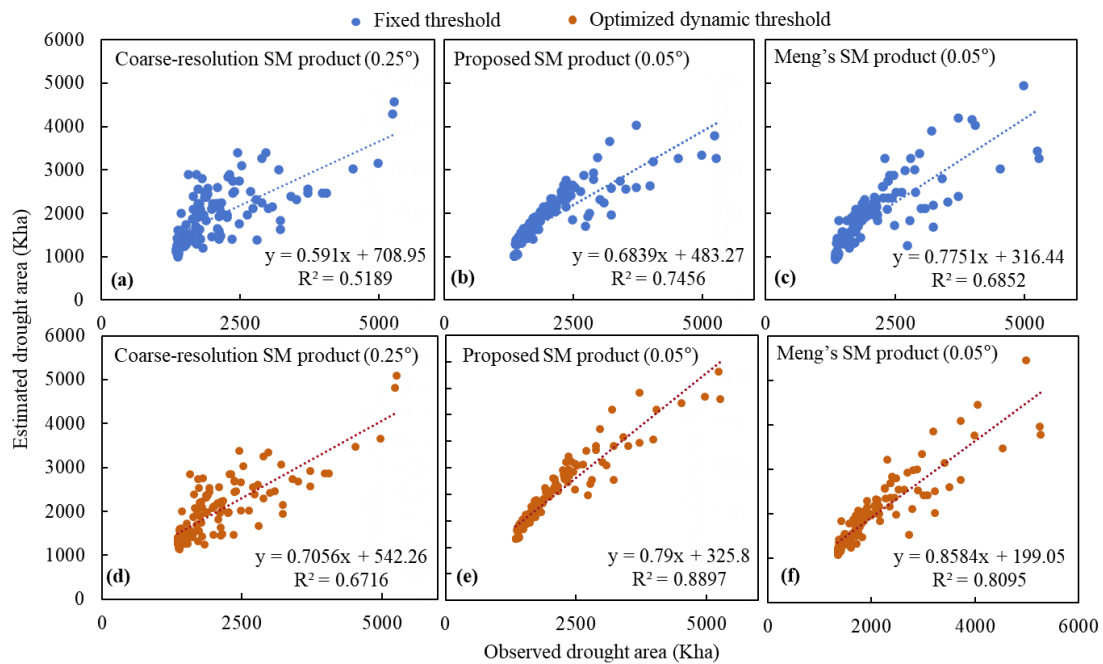 Fixed threshold
Optimized dynamic threshold
Estimated drought area (Kha)
6000
5000
4000
3000
2000
1000
0
Coarse-resolution SM product (0.25°)
y = 0.591x + 708.95
R² = 0.5189
(a)
0 2500 5000
Proposed SM product (0.05°)
y = 0.6839x + 483.27
R² = 0.7456
(b)
0 2500 5000
Meng’s SM product (0.05°)
y = 0.7751x + 316.44
R² = 0.6852
(c)
0 2500 5000
6000
5000
4000
3000
2000
1000
0
Coarse-resolution SM product (0.25°)
y = 0.7056x + 542.26
R² = 0.6716
(d)
0 2500 5000
Proposed SM product (0.05°)
y = 0.79x + 325.8
R² = 0.8897
(e)
0 2500 5000
Meng’s SM product (0.05°)
y = 0.8584x + 199.05
R² = 0.8095
(f)
0 2000 4000 6000
Observed drought area (Kha)